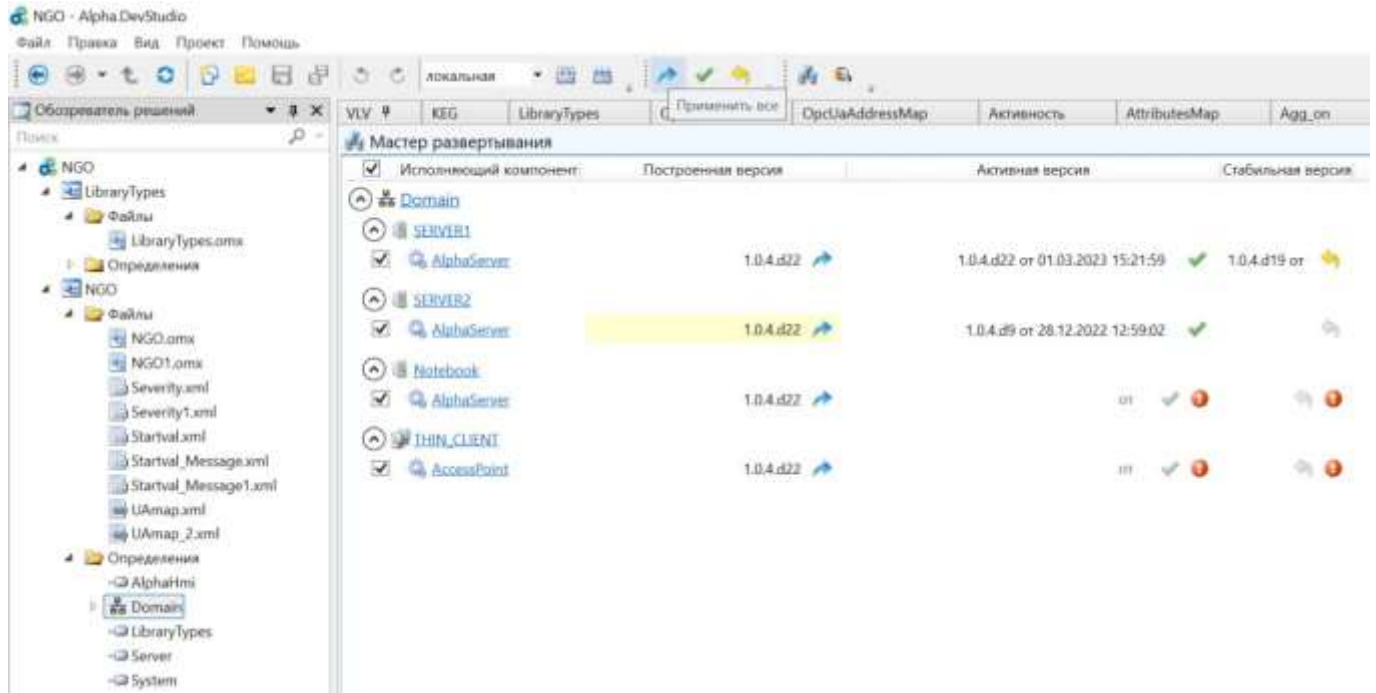 NGO - Alpha.DevStudio
Файл Правка Вид Проект Помощь
локальная
Применить все
Обозреватель решений
VLV KEG LibraryTypes OpcUaAddressMap Активность AttributesMap Agg_on
Поиск
Мастер развертывания
Исполняющий компонент Построенная версия Активная версия Стабильная версия
NGO
LibraryTypes
Файлы
LibraryTypes.omx
Определения
NGO
Файлы
NGO.omx
NGO1.omx
Severity.xml
Severity1.xml
Startval.xml
Startval_Message.xml
Startval_Message1.xml
UAmap.xml
UAmap_2.xml
Определения
AlphaHmi
Domain
LibraryTypes
Server
System
Domain
SERVER1
AlphaServer 1.0.4.d22 1.0.4.d22 от 01.03.2023 15:21:59 1.0.4.d19 от
SERVER2
AlphaServer 1.0.4.d22 1.0.4.d9 от 28.12.2022 12:59:02
Notebook
AlphaServer 1.0.4.d22 от
THIN_CLIENT
AccessPoint 1.0.4.d22 от